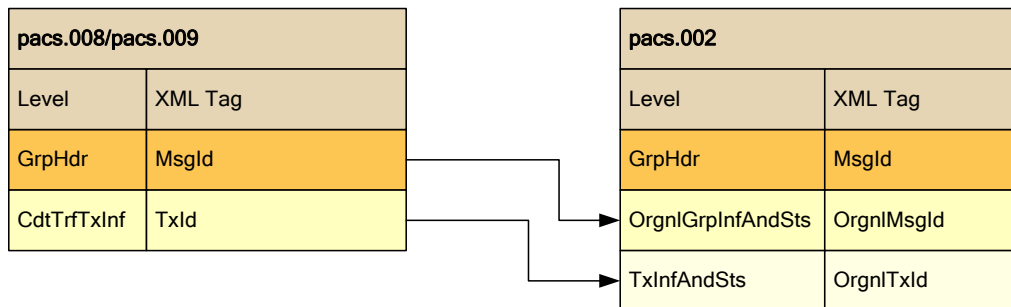 pacs.008/pacs.009
Level XML Tag
GrpHdr MsgId
CdtTrfTxInf TxId
pacs.002
Level XML Tag
GrpHdr MsgId
OrgnlGrpInfAndSts OrgnlMsgId
TxInfAndSts OrgnlTxId